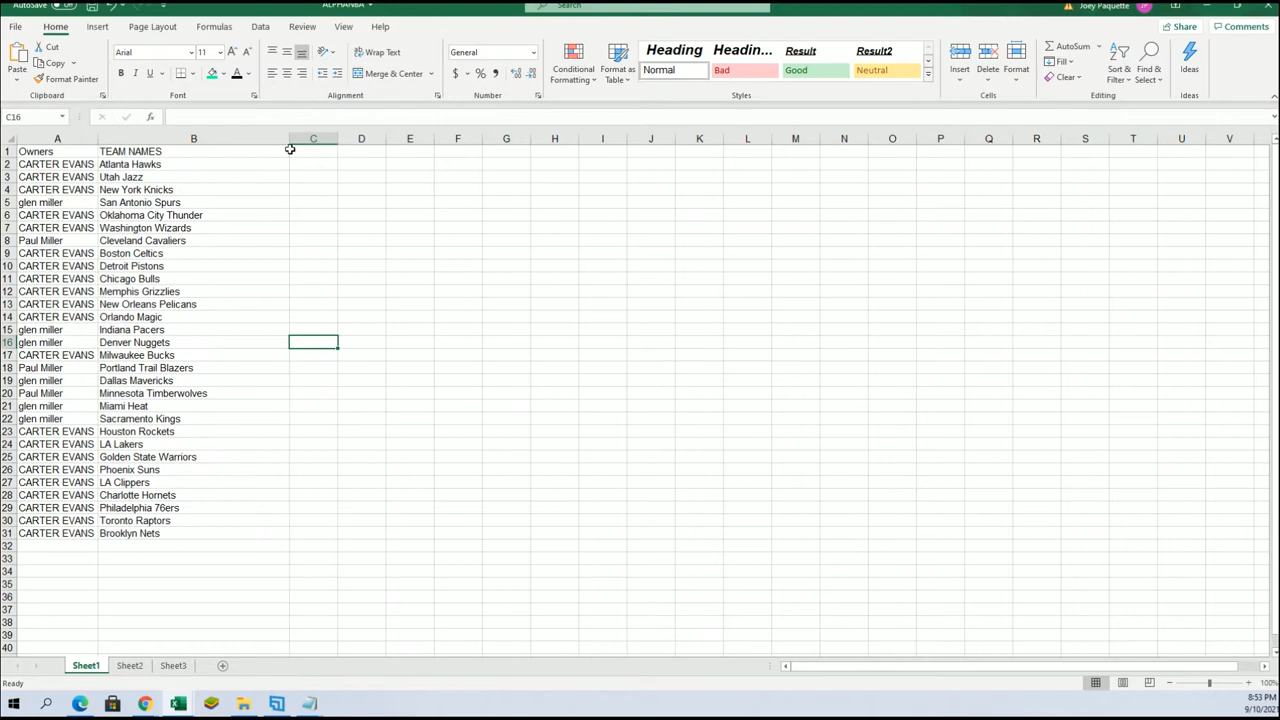 AutoSave Off ALPHANBA Search Joey Paquette
File Home Insert Page Layout Formulas Data Review View Help Share Comments
Paste Cut Copy Format Painter Clipboard
Arial 11 A A B I U A Font
Wrap Text Merge & Center Alignment
General $ % Number
Conditional Formatting Format as Table
Heading Headin... Result Result2
Normal Bad Good Neutral Styles
Insert Delete Format Cells
AutoSum Fill Clear Sort & Filter Find & Select Editing
Ideas Ideas
C16 fx
A B C D E F G H I J K L M N O P Q R S T U V
1 Owners TEAM NAMES
2 CARTER EVANS Atlanta Hawks
3 CARTER EVANS Utah Jazz
4 CARTER EVANS New York Knicks
5 glen miller San Antonio Spurs
6 CARTER EVANS Oklahoma City Thunder
7 CARTER EVANS Washington Wizards
8 Paul Miller Cleveland Cavaliers
9 CARTER EVANS Boston Celtics
10 CARTER EVANS Detroit Pistons
11 CARTER EVANS Chicago Bulls
12 CARTER EVANS Memphis Grizzlies
13 CARTER EVANS New Orleans Pelicans
14 CARTER EVANS Orlando Magic
15 glen miller Indiana Pacers
16 glen miller Denver Nuggets
17 CARTER EVANS Milwaukee Bucks
18 Paul Miller Portland Trail Blazers
19 glen miller Dallas Mavericks
20 Paul Miller Minnesota Timberwolves
21 glen miller Miami Heat
22 glen miller Sacramento Kings
23 CARTER EVANS Houston Rockets
24 CARTER EVANS LA Lakers
25 CARTER EVANS Golden State Warriors
26 CARTER EVANS Phoenix Suns
27 CARTER EVANS LA Clippers
28 CARTER EVANS Charlotte Hornets
29 CARTER EVANS Philadelphia 76ers
30 CARTER EVANS Toronto Raptors
31 CARTER EVANS Brooklyn Nets
32
33
34
35
36
37
38
39
40
Sheet1 Sheet2 Sheet3
Ready 100%
8:53 PM
9/10/2021